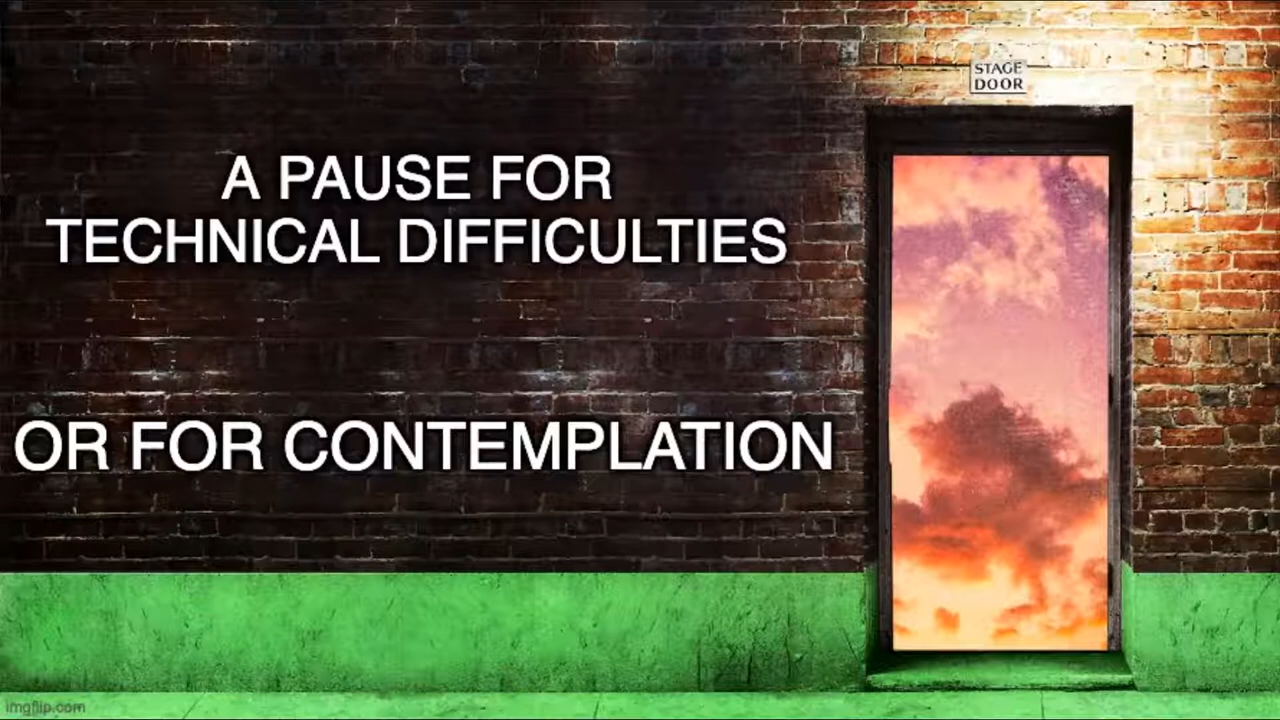 STAGE
DOOR
A PAUSE FOR
TECHNICAL DIFFICULTIES
OR FOR CONTEMPLATION
imgflip.com